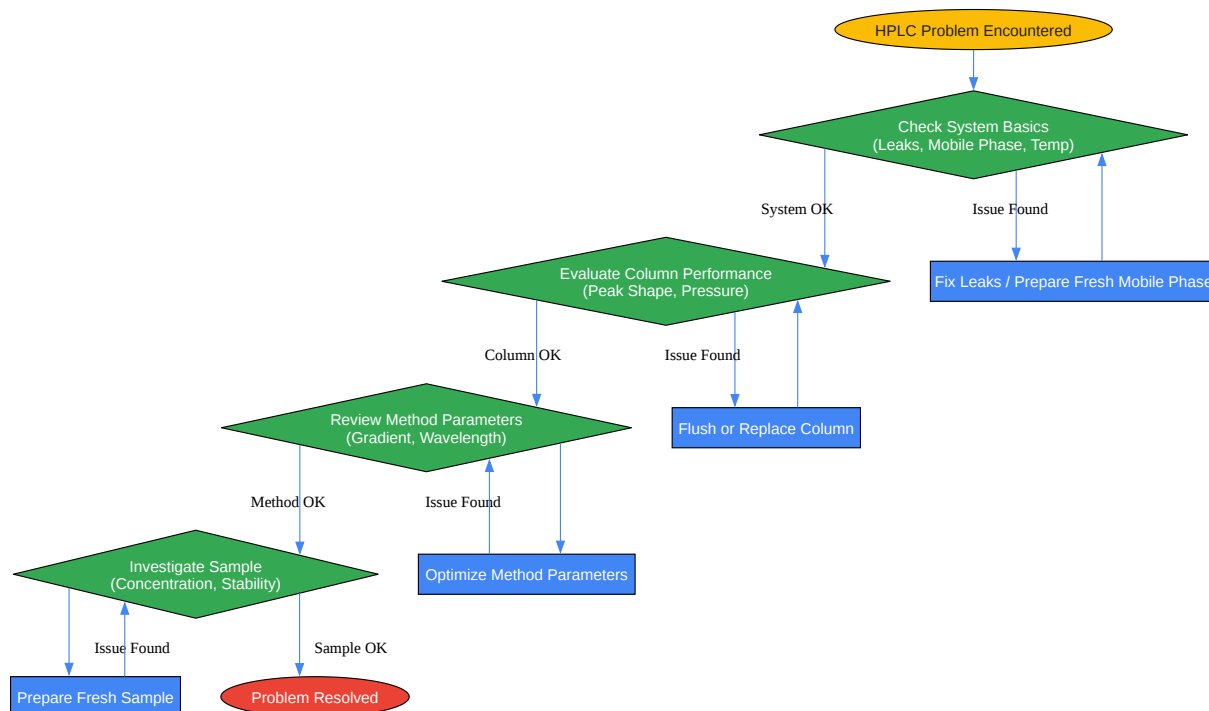 HPLC Problem Encountered
Check System Basics
(Leaks, Mobile Phase, Temp)
System OK
Issue Found
Evaluate Column Performance
(Peak Shape, Pressure)
Fix Leaks / Prepare Fresh Mobile Phase
Column OK
Issue Found
Review Method Parameters
(Gradient, Wavelength)
Flush or Replace Column
Method OK
Issue Found
Investigate Sample
(Concentration, Stability)
Optimize Method Parameters
Issue Found
Sample OK
Prepare Fresh Sample
Problem Resolved